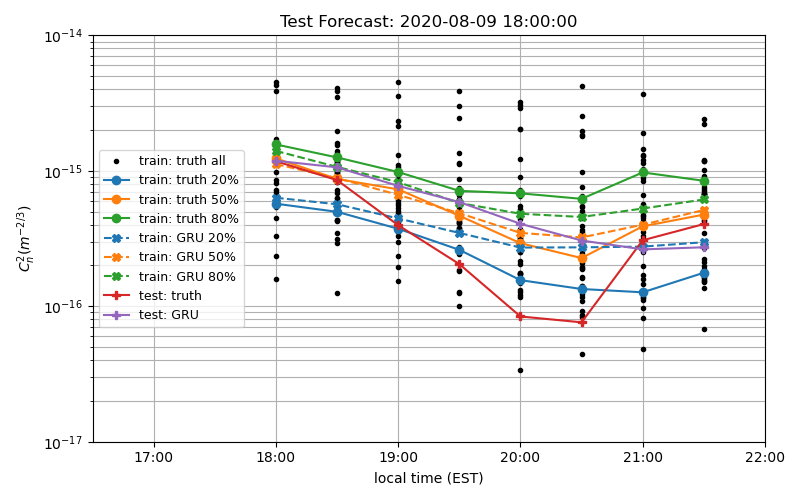 Test Forecast: 2020-08-09 18:00:00
10⁻¹⁴
10⁻¹⁵
10⁻¹⁶
10⁻¹⁷
C_n^2(m^{-2/3})
train: truth all
train: truth 20%
train: truth 50%
train: truth 80%
train: GRU 20%
train: GRU 50%
train: GRU 80%
test: truth
test: GRU
17:00 18:00 19:00 20:00 21:00 22:00
local time (EST)